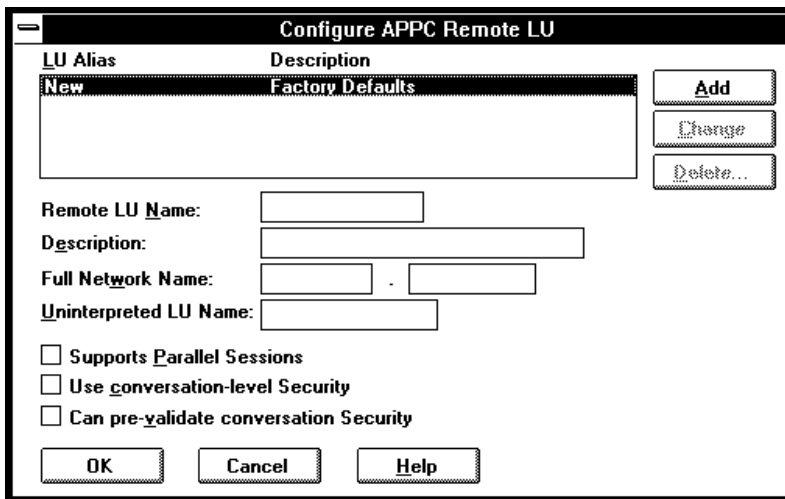 Configure APPC Remote LU
LU Alias Description
New Factory Defaults
Add
Change
Delete...
Remote LU Name:
Description:
Full Network Name: .
Uninterpreted LU Name:
Supports Parallel Sessions
Use conversation-level Security
Can pre-validate conversation Security
OK Cancel Help